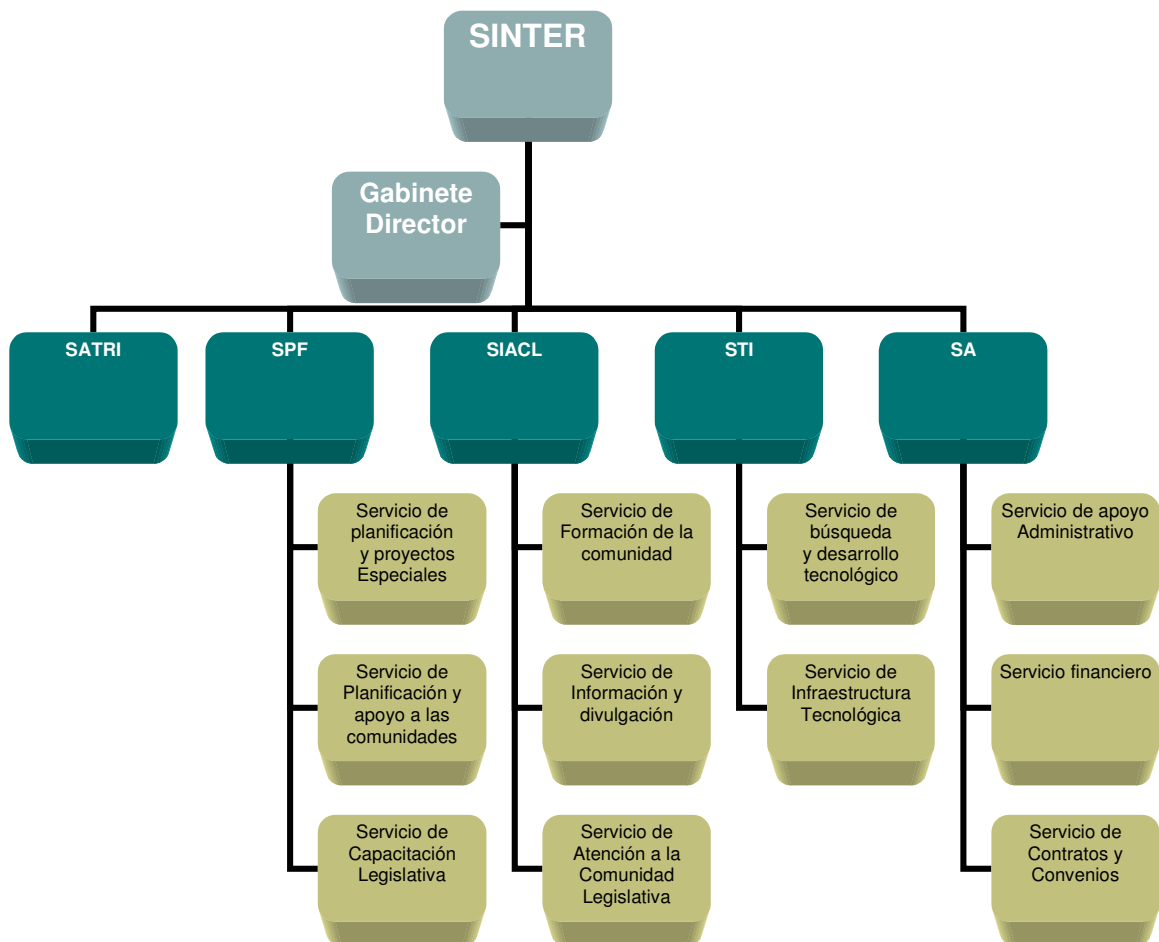 SINTER
Gabinete
Director
SATRI
SPF
SIACL
STI
SA
Servicio de
planificación
y proyectos
Especiales
Servicio de
Formación de la
comunidad
Servicio de
búsqueda
y desarrollo
tecnológico
Servicio de apoyo
Administrativo
Servicio de
Planificación y
apoyo a las
comunidades
Servicio de
Información y
divulgación
Servicio de
Infraestructura
Tecnológica
Servicio financiero
Servicio de
Capacitación
Legislativa
Servicio de
Atención a la
Comunidad
Legislativa
Servicio de
Contratos y
Convenios